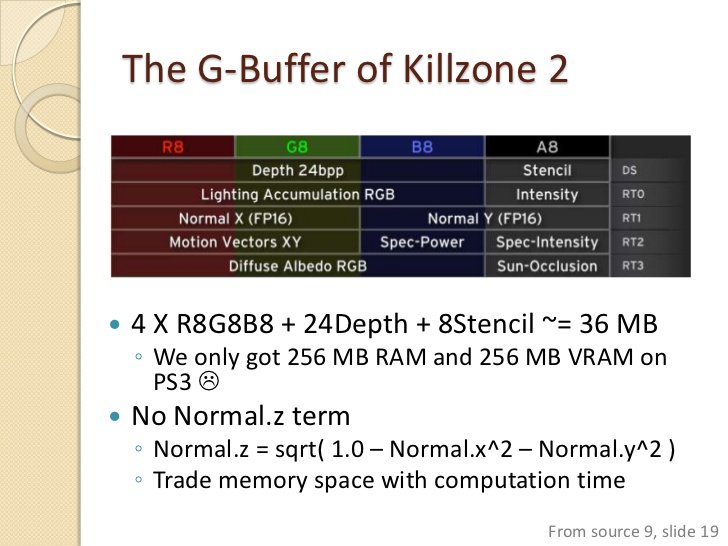 The G-Buffer of Killzone 2
R8 G8 B8 A8
Depth 24bpp Stencil DS
Lighting Accumulation RGB Intensity RT0
Normal X (FP16) Normal Y (FP16) RT1
Motion Vectors XY Spec-Power Spec-Intensity RT2
Diffuse Albedo RGB Sun-Occlusion RT3
• 4 X R8G8B8 + 24Depth + 8Stencil ~= 36 MB
◦ We only got 256 MB RAM and 256 MB VRAM on
PS3 ☹
• No Normal.z term
◦ Normal.z = sqrt( 1.0 – Normal.x^2 – Normal.y^2 )
◦ Trade memory space with computation time
From source 9, slide 19